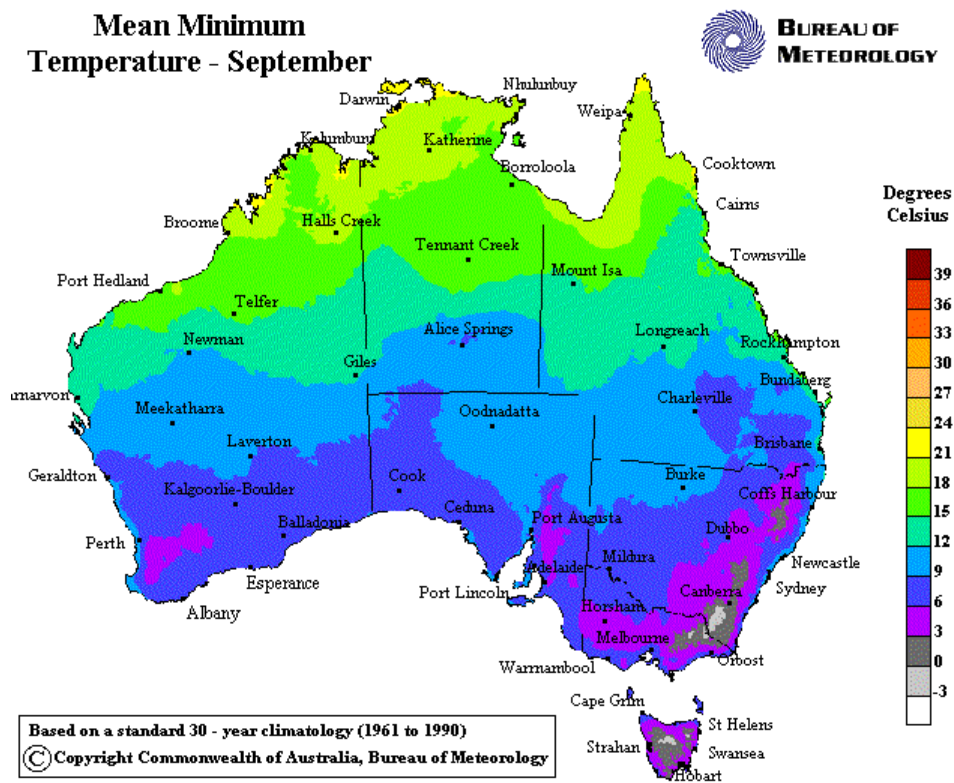 Mean Minimum
Temperature - September
BUREAU OF
METEOROLOGY
Darwin
Nhulunbuy
Weipa
Kalumburu
Katherine
Borroloola
Cooktown
Cairns
Broome
Halls Creek
Tennant Creek
Mount Isa
Townsville
Port Hedland
Telfer
Newman
Alice Springs
Longreach
Rockhampton
Giles
rnarvon
Bundaberg
Meekatharra
Oodnadatta
Charleville
Laverton
Brisbane
Geraldton
Kalgoorlie-Boulder
Cook
Burke
Coffs Harbour
Balladonia
Ceduna
Port Augusta
Dubbo
Perth
Mildura
Newcastle
Esperance
Adelaide
Port Lincoln
Canberra
Sydney
Albany
Horsham
Melbourne
Warrnambool
Orbost
Cape Grim
St Helens
Strahan
Swansea
Hobart
Degrees
Celsius
39
36
33
30
27
24
21
18
15
12
9
6
3
0
-3
Based on a standard 30 - year climatology (1961 to 1990)
© Copyright Commonwealth of Australia, Bureau of Meteorology